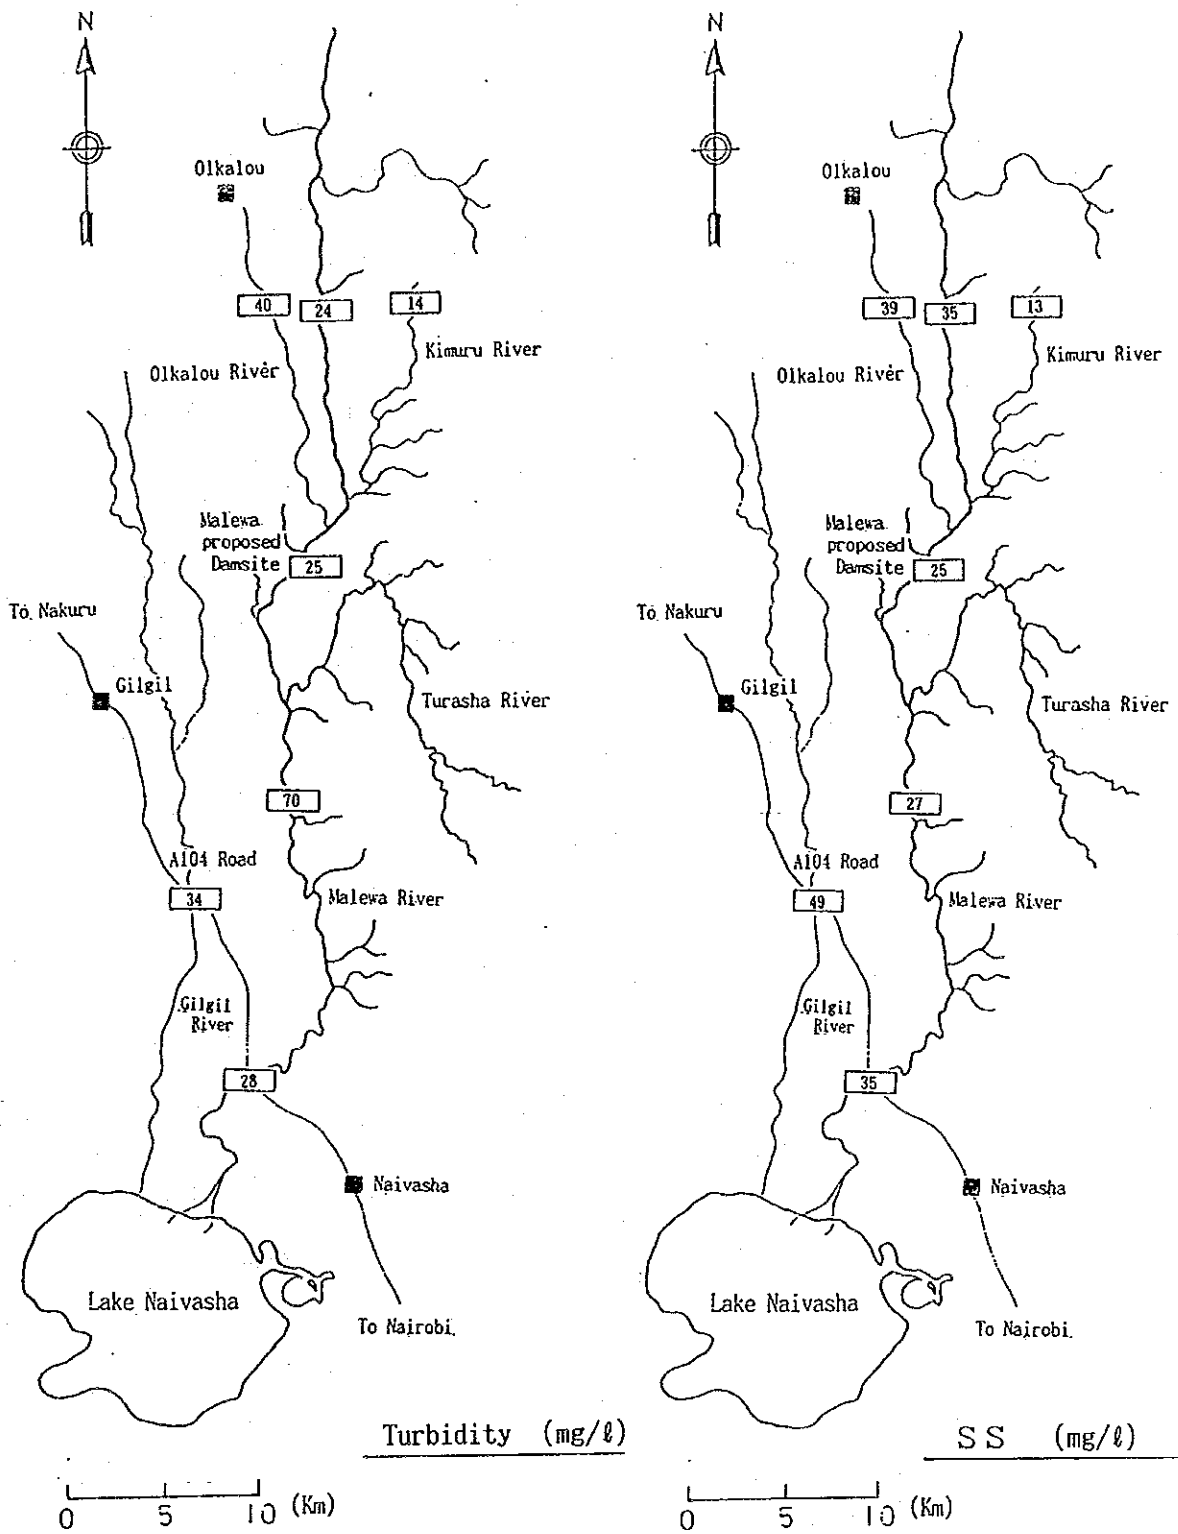 N
Olkalou
40
24
14
Kimuru River
Olkalou River
Malewa
proposed
Damsite
25
To Nakuru
Gilgil
Turasha River
70
A104 Road
34
Malewa River
Gilgil
River
28
Naivasha
Lake Naivasha
To Nairobi
Turbidity (mg/ℓ)
0 5 10 (Km)
N
Olkalou
39
35
13
Kimuru River
Olkalou River
Malewa
proposed
Damsite
25
To Nakuru
Gilgil
Turasha River
27
A104 Road
49
Malewa River
Gilgil
River
35
Naivasha
Lake Naivasha
To Nairobi
SS (mg/ℓ)
0 5 10 (Km)